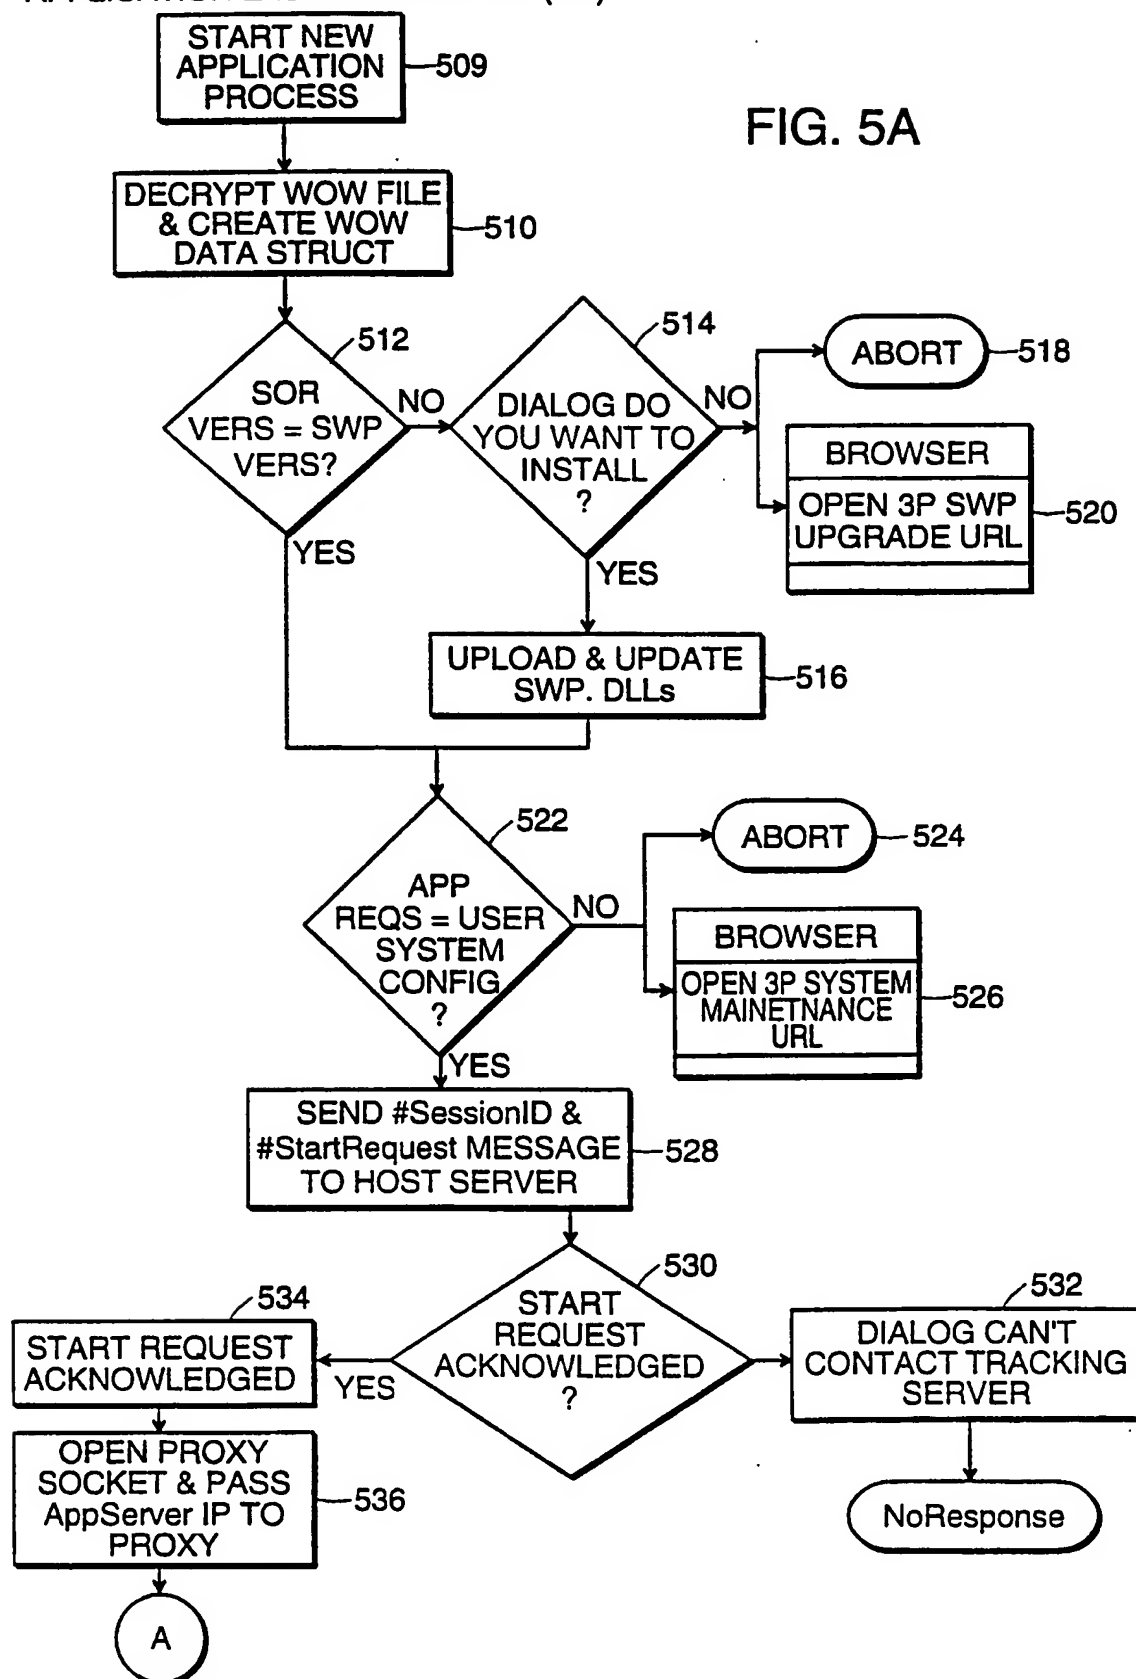 START NEW
APPLICATION
PROCESS
509
FIG. 5A
DECRYPT WOW FILE
& CREATE WOW
DATA STRUCT
510
512
SOR
VERS = SWP
VERS?
NO
YES
514
DIALOG DO
YOU WANT TO
INSTALL
?
NO
YES
ABORT
518
BROWSER
OPEN 3P SWP
UPGRADE URL
520
UPLOAD & UPDATE
SWP. DLLs
516
522
APP
REQS = USER
SYSTEM
CONFIG
?
NO
YES
ABORT
524
BROWSER
OPEN 3P SYSTEM
MAINETNANCE
URL
526
SEND #SessionID &
#StartRequest MESSAGE
TO HOST SERVER
528
530
START
REQUEST
ACKNOWLEDGED
?
YES
532
DIALOG CAN'T
CONTACT TRACKING
SERVER
NoResponse
534
START REQUEST
ACKNOWLEDGED
OPEN PROXY
SOCKET & PASS
AppServer IP TO
PROXY
536
A